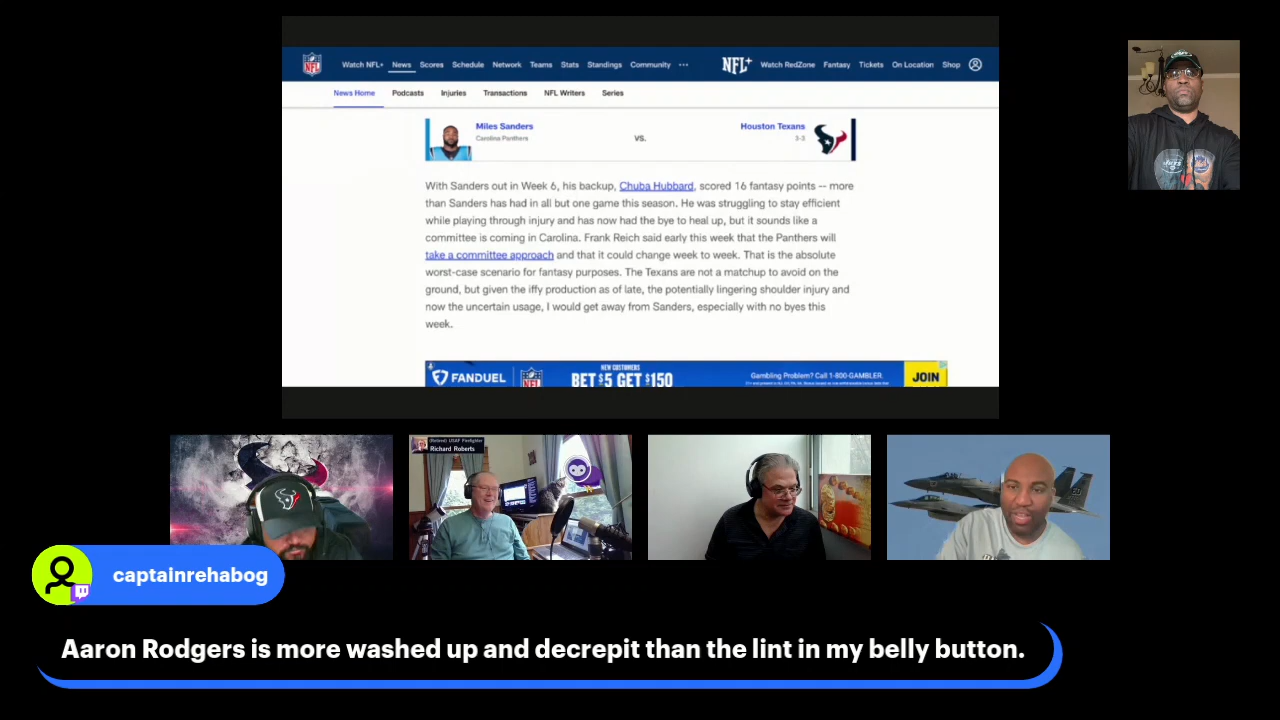 NFL
Watch NFL+ News Scores Schedule Network Teams Stats Standings Community ···
NFL+ Watch RedZone Fantasy Tickets On Location Shop
News Home Podcasts Injuries Transactions NFL Writers Series
Miles Sanders
Carolina Panthers
VS.
Houston Texans
3-3
With Sanders out in Week 6, his backup, Chuba Hubbard, scored 16 fantasy points -- more
than Sanders has had in all but one game this season. He was struggling to stay efficient
while playing through injury and has now had the bye to heal up, but it sounds like a
committee is coming in Carolina. Frank Reich said early this week that the Panthers will
take a committee approach and that it could change week to week. That is the absolute
worst-case scenario for fantasy purposes. The Texans are not a matchup to avoid on the
ground, but given the iffy production as of late, the potentially lingering shoulder injury and
now the uncertain usage, I would get away from Sanders, especially with no byes this
week.
FANDUEL
NFL
NEW CUSTOMERS
BET $5 GET $150
Gambling Problem? Call 1-800-GAMBLER.
JOIN
JETS
(Retired) USAF Firefighter
Richard Roberts
captainrehabog
Aaron Rodgers is more washed up and decrepit than the lint in my belly button.